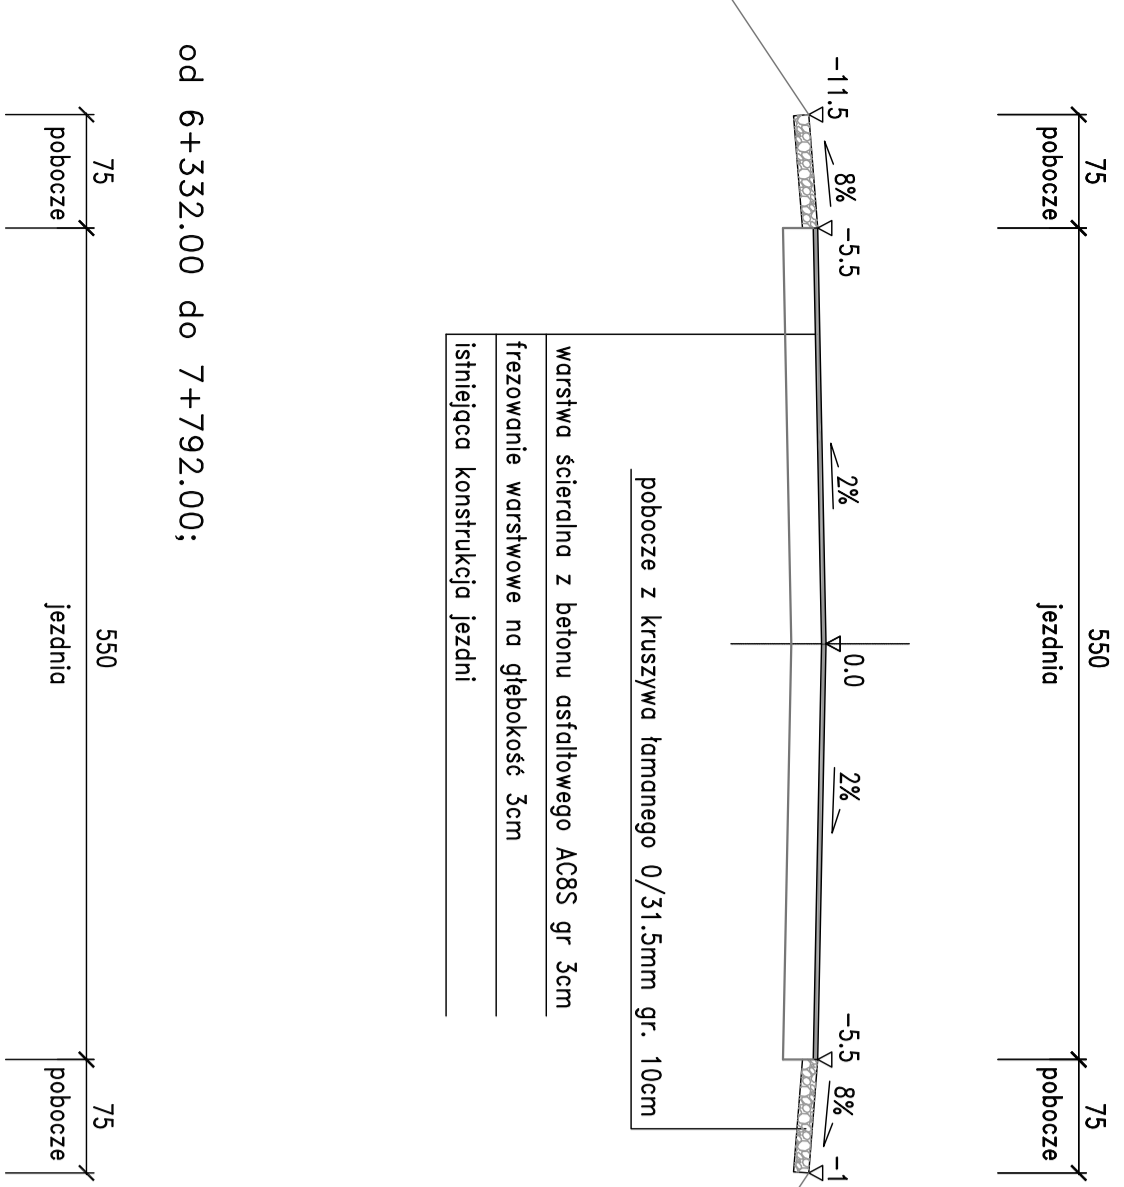 75 550 75
pobocze jezdnia pobocze
-11.5 8% -5.5 2% 0.0 2% -5.5 8% -1
pobocze z kruszywa łamanego 0/31.5mm gr. 10cm
warstwa ścieralna z betonu asfaltowego AC8S gr 3cm
frezowanie warstwowe na głębokość 3cm
istniejąca konstrukcja jezdni
od 6+332.00 do 7+792.00;
75 550 75
pobocze jezdnia pobocze